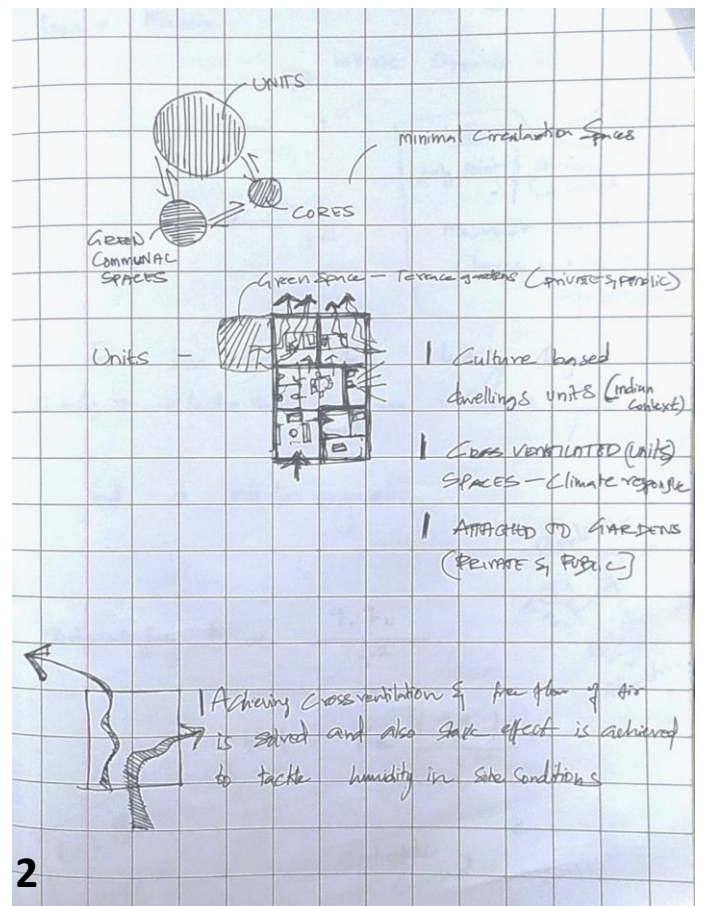 UNITS
minimal Circulation Spaces
CORES
GREEN
COMMUNAL
SPACES
Green Space - Terrace gardens (private & public)
Units -
Culture based
dwellings units (Indian
Context)
CROSS VENTILATED (Units)
SPACES - Climate
ATTACHED TO GARDENS
(PRIVATE & PUBLIC)
Achieving Cross ventilation & free flow of Air
is solved and also stack effect is achieved
to tackle humidity in site conditions
2